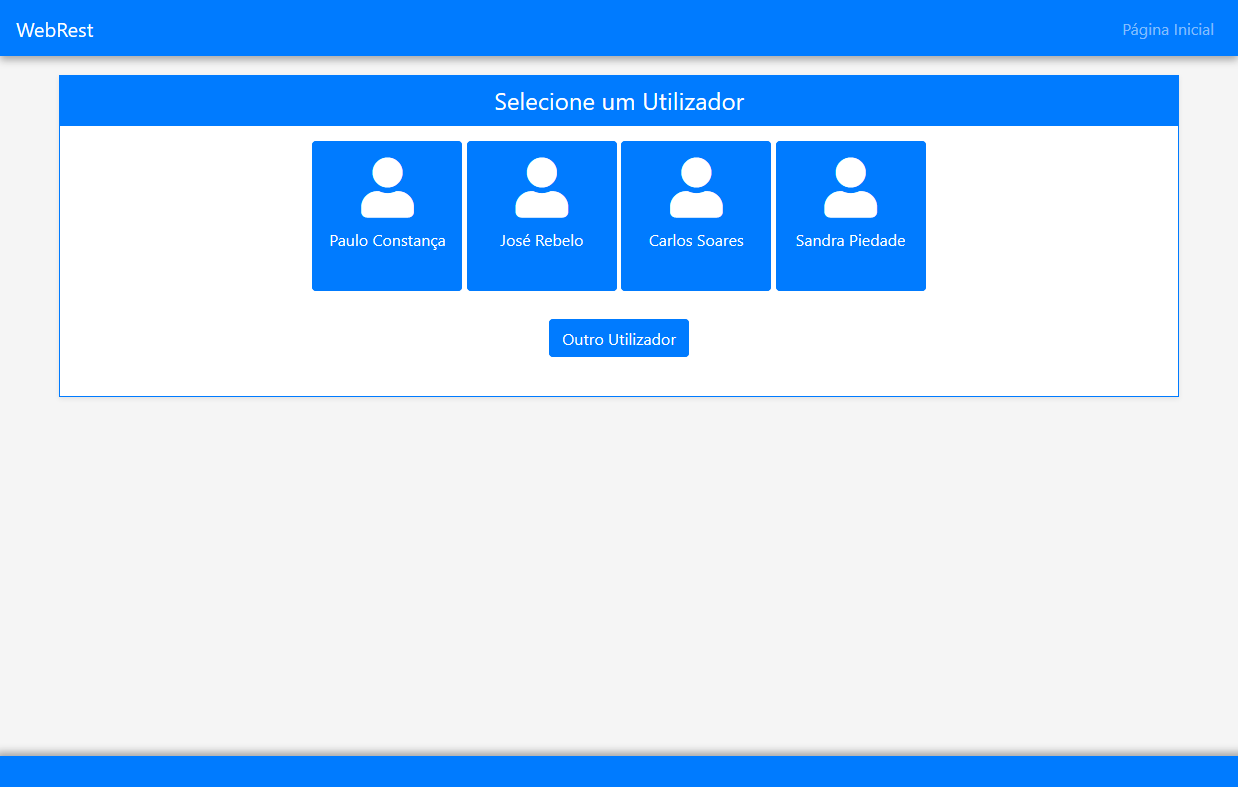 WebRest
Página Inicial
Selecione um Utilizador
Paulo Constança
José Rebelo
Carlos Soares
Sandra Piedade
Outro Utilizador